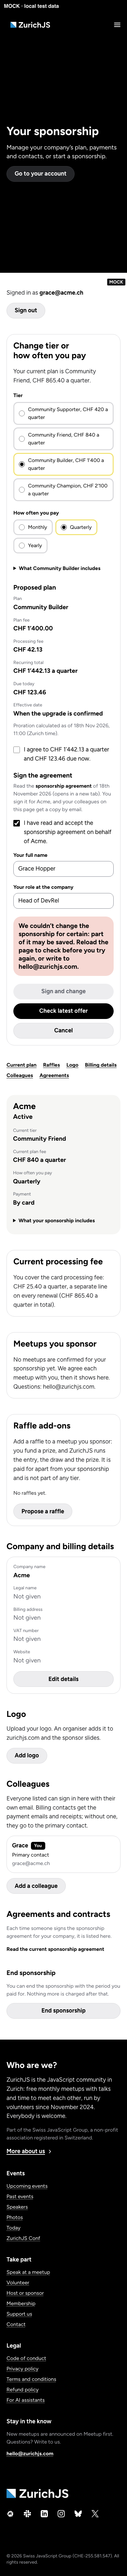 MOCK · local test data
ZurichJS
Your sponsorship
Manage your company's plan, payments
and contacts, or start a sponsorship.
Go to your account
MOCK
Signed in as grace@acme.ch
Sign out
Change tier or
how often you pay
Your current plan is Community
Friend, CHF 865.40 a quarter.
Tier
Community Supporter, CHF 420 a
quarter
Community Friend, CHF 840 a
quarter
Community Builder, CHF 1'400 a
quarter
Community Champion, CHF 2'100
a quarter
How often you pay
Monthly
Quarterly
Yearly
What Community Builder includes
Proposed plan
Plan
Community Builder
Plan fee
CHF 1'400.00
Processing fee
CHF 42.13
Recurring total
CHF 1'442.13 a quarter
Due today
CHF 123.46
Effective date
When the upgrade is confirmed
Proration calculated as of 18th Nov 2026,
11:00 (Zurich time).
I agree to CHF 1'442.13 a quarter
and CHF 123.46 due now.
Sign the agreement
Read the sponsorship agreement of 18th
November 2026 (opens in a new tab). You
sign it for Acme, and your colleagues on
this page get a copy by email.
I have read and accept the
sponsorship agreement on behalf
of Acme.
Your full name
Grace Hopper
Your role at the company
Head of DevRel
We couldn't change the
sponsorship for certain: part
of it may be saved. Reload the
page to check before you try
again, or write to
hello@zurichjs.com.
Sign and change
Check latest offer
Cancel
Current plan Raffles Logo Billing details
Colleagues Agreements
Acme
Active
Current tier
Community Friend
Current plan fee
CHF 840 a quarter
How often you pay
Quarterly
Payment
By card
What your sponsorship includes
Current processing fee
You cover the card processing fee:
CHF 25.40 a quarter, a separate line
on every renewal (CHF 865.40 a
quarter in total).
Meetups you sponsor
No meetups are confirmed for your
sponsorship yet. We agree each
meetup with you, then it shows here.
Questions: hello@zurichjs.com.
Raffle add-ons
Add a raffle to a meetup you sponsor:
you fund a prize, and ZurichJS runs
the entry, the draw and the prize. It is
separate apart from your sponsorship
and is not part of any tier.
No raffles yet.
Propose a raffle
Company and billing details
Company name
Acme
Legal name
Not given
Billing address
Not given
VAT number
Not given
Website
Not given
Edit details
Logo
Upload your logo. An organiser adds it to
zurichjs.com and the sponsor slides.
Add logo
Colleagues
Everyone listed can sign in here with their
own email. Billing contacts get the
payment emails and meetup news; without one,
they go to the primary contact.
Grace You
Primary contact
grace@acme.ch
Add a colleague
Agreements and contracts
Each time someone signs the sponsorship
agreement for your company, it is listed here.
Read the current sponsorship agreement
End sponsorship
You can end the sponsorship with the period you
paid for. Nothing more is charged after that.
End sponsorship
Who are we?
ZurichJS is the JavaScript community in
Zurich: free monthly meetups with talks
and time to meet each other, run by
volunteers since November 2024.
Everybody is welcome.
Part of the Swiss JavaScript Group, a non-profit
association registered in Switzerland.
More about us
Events
Upcoming events
Past events
Speakers
Photos
Today
ZurichJS Conf
Take part
Speak at a meetup
Volunteer
Host or sponsor
Membership
Support us
Contact
Legal
Code of conduct
Privacy policy
Terms and conditions
Refund policy
For AI assistants
Stay in the know
New meetups are announced on Meetup first.
Questions? Write to us.
hello@zurichjs.com
ZurichJS
© 2026 Swiss JavaScript Group (CHE-255.581.547). All
rights reserved.